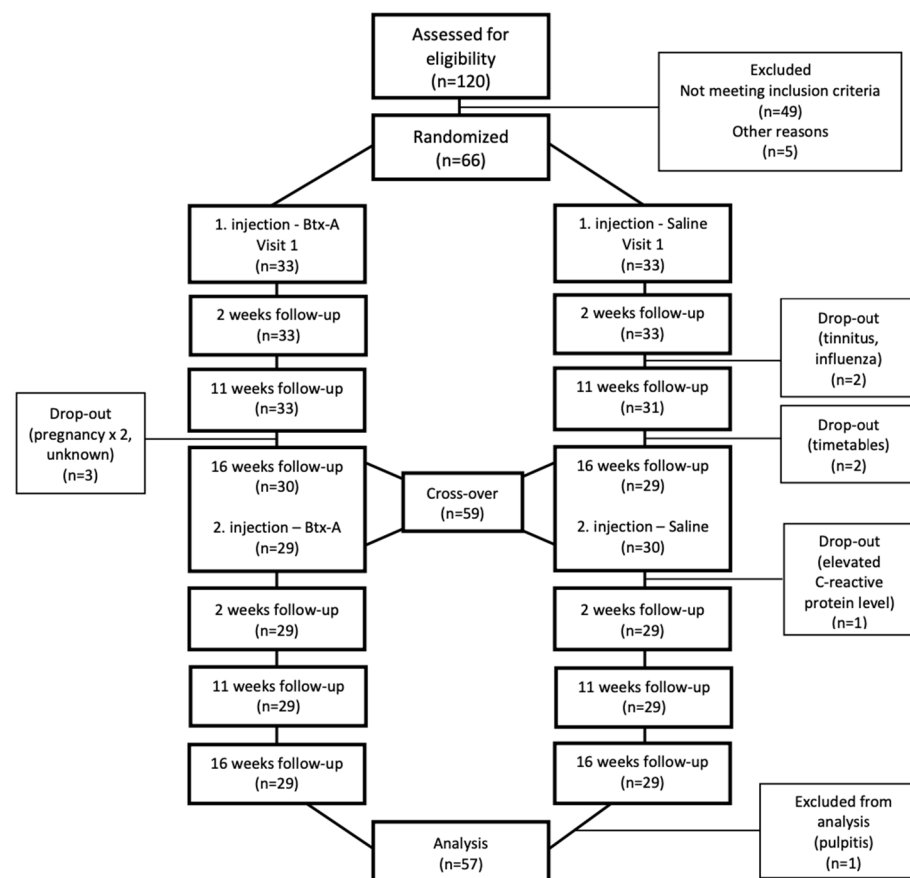 Assessed for
eligibility
(n=120)
Excluded
Not meeting inclusion criteria
(n=49)
Other reasons
(n=5)
Randomized
(n=66)
1. injection - Btx-A
Visit 1
(n=33)
1. injection - Saline
Visit 1
(n=33)
2 weeks follow-up
(n=33)
2 weeks follow-up
(n=33)
Drop-out
(tinnitus,
influenza)
(n=2)
11 weeks follow-up
(n=33)
11 weeks follow-up
(n=31)
Drop-out
(pregnancy x 2,
unknown)
(n=3)
Drop-out
(timetables)
(n=2)
16 weeks follow-up
(n=30)
2. injection – Btx-A
(n=29)
Cross-over
(n=59)
16 weeks follow-up
(n=29)
2. injection – Saline
(n=30)
Drop-out
(elevated
C-reactive
protein level)
(n=1)
2 weeks follow-up
(n=29)
2 weeks follow-up
(n=29)
11 weeks follow-up
(n=29)
11 weeks follow-up
(n=29)
16 weeks follow-up
(n=29)
16 weeks follow-up
(n=29)
Excluded from
analysis
(pulpitis)
(n=1)
Analysis
(n=57)